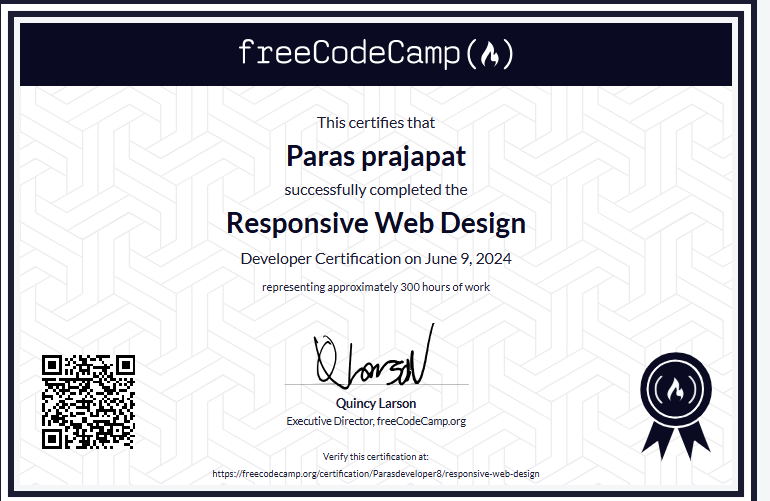 freeCodeCamp
This certifies that
Paras prajapat
successfully completed the
Responsive Web Design
Developer Certification on June 9, 2024
representing approximately 300 hours of work
Q Larson
Quincy Larson
Executive Director, freeCodeCamp.org
Verify this certification at:
https://freecodecamp.org/certification/Parasdeveloper8/responsive-web-design